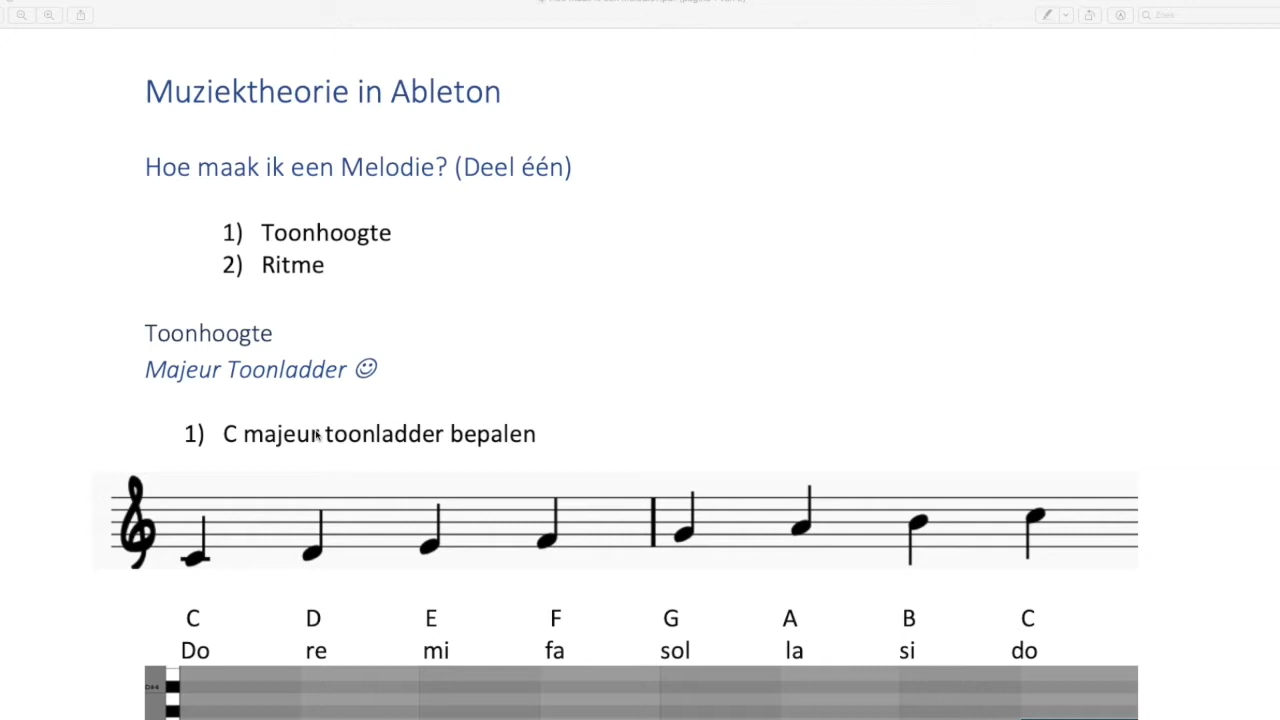 Zoek
Muziektheorie in Ableton
Hoe maak ik een Melodie? (Deel één)
1) Toonhoogte
2) Ritme
Toonhoogte
Majeur Toonladder ☺
1) C majeur toonladder bepalen
C D E F G A B C
Do re mi fa sol la si do